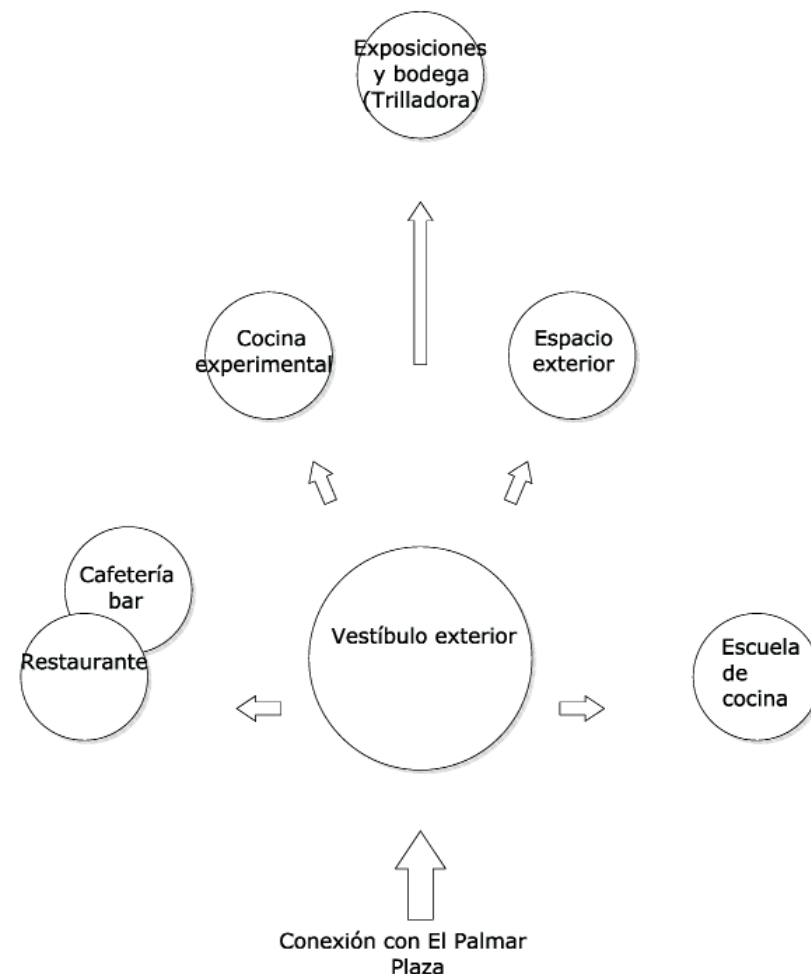 Exposiciones
y bodega
(Trilladora)
Cocina
experimental
Espacio
exterior
Cafetería
bar
Restaurante
Vestíbulo exterior
Escuela
de
cocina
Conexión con El Palmar
Plaza